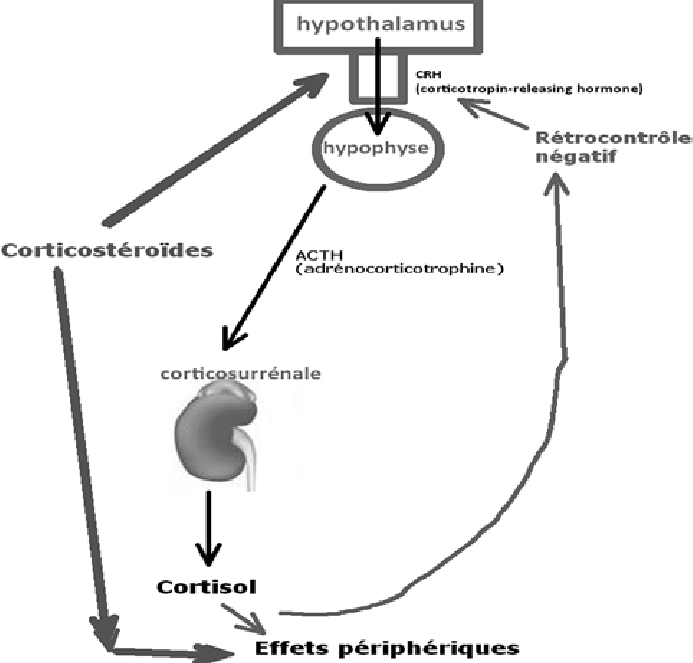 hypothalamus
CRH
(corticotropin-releasing hormone)
hypophyse
Rétrocontrôle
négatif
Corticostéroïdes
ACTH
(adrénocorticotrophine)
corticosurrénale
Cortisol
Effets périphériques